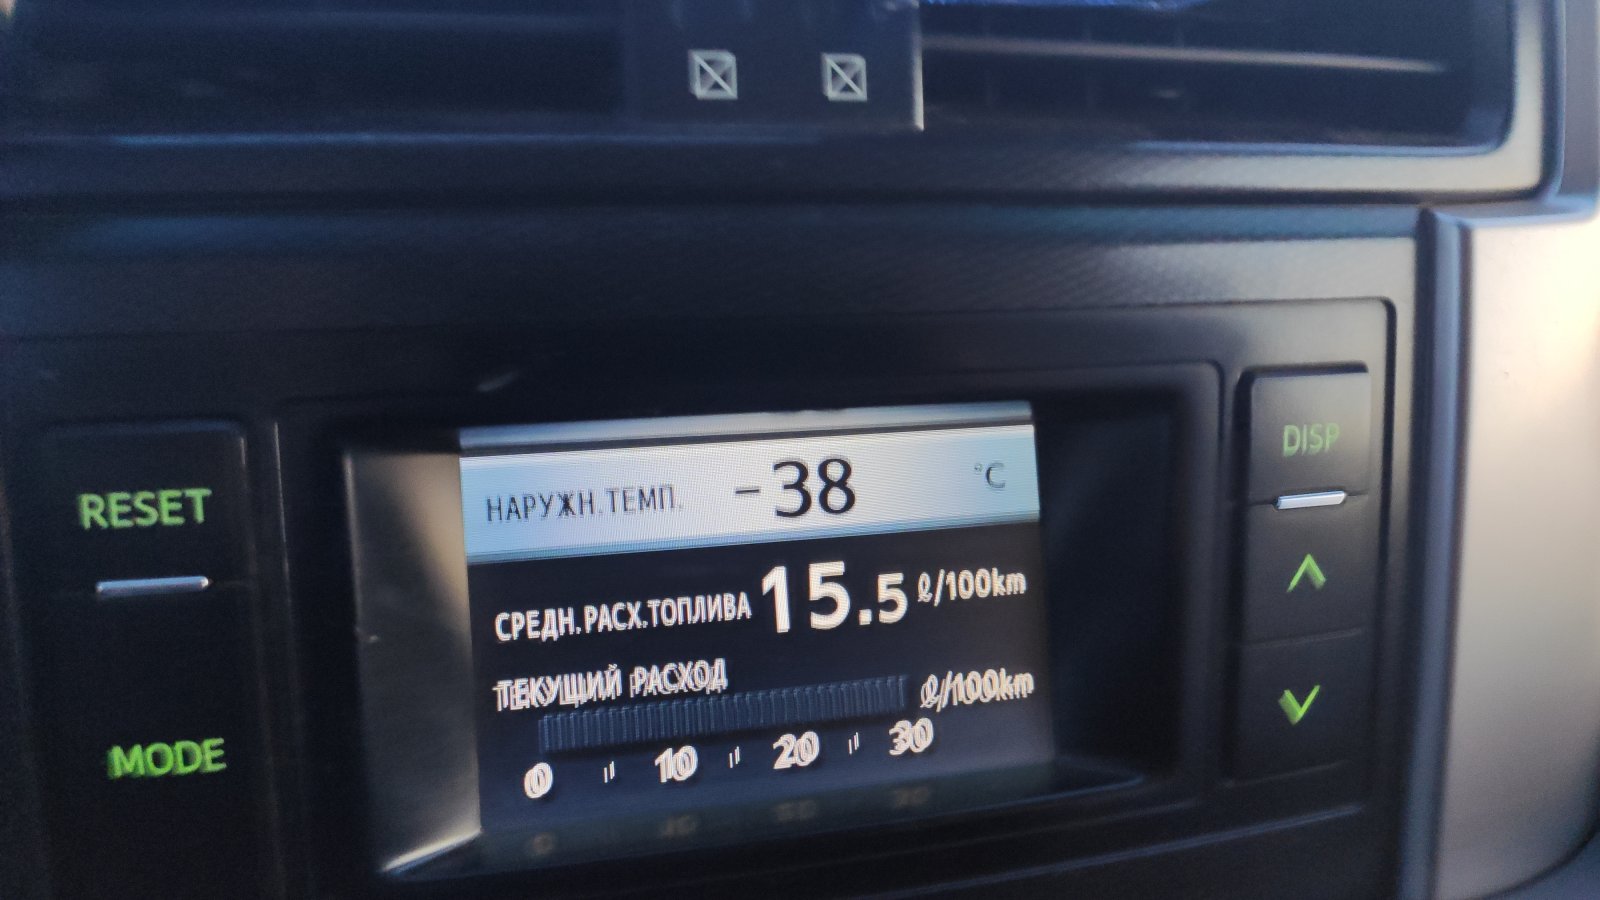 RESET
MODE
НАРУЖН.ТЕМП. -38 °C
СРЕДН.РАСХ.ТОПЛИВА 15.5 ℓ/100km
ТЕКУЩИЙ РАСХОД
ℓ/100km
0 10 20 30
DISP